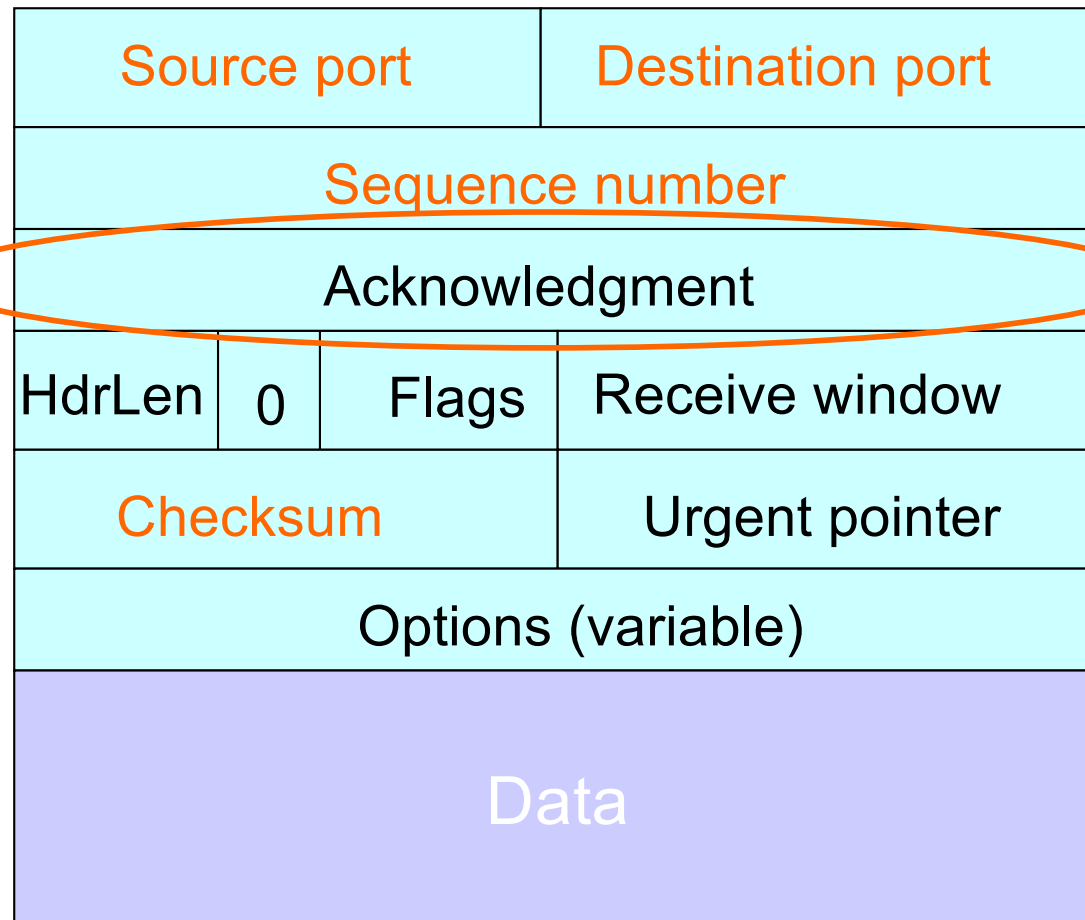 Source port Destination port
Sequence number
Acknowledgment
HdrLen 0 Flags Receive window
Checksum Urgent pointer
Options (variable)
Data